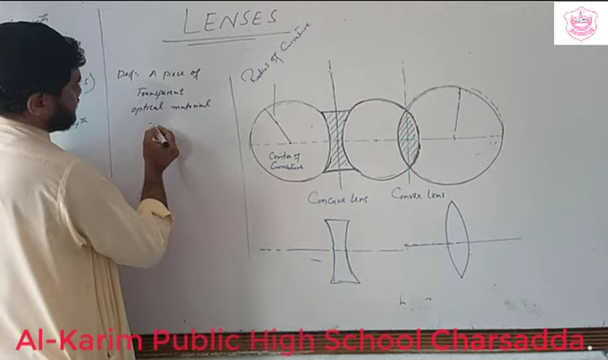 LENSES
Def:- A piece of
Transparent
optical material
Radius of Curvature
Center of
Curvature
Concave Lens
Convex Lens
Al-Karim Public High School Charsadda.